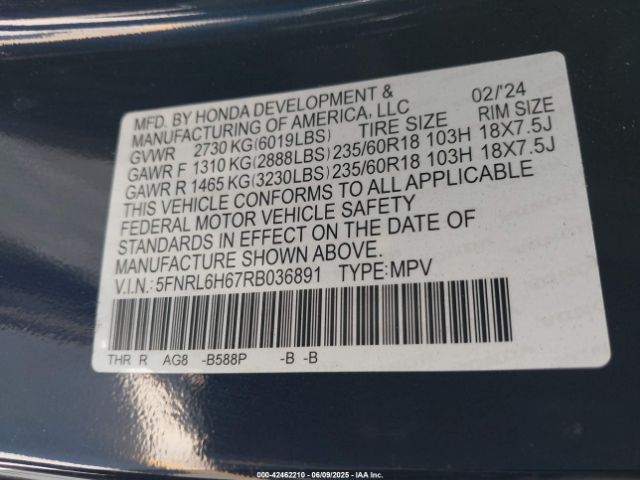 MFD. BY HONDA DEVELOPMENT & 02/'24
MANUFACTURING OF AMERICA, LLC
GVWR 2730 KG(6019LBS) TIRE SIZE RIM SIZE
GAWR F 1310 KG(2888LBS) 235/60R18 103H 18X7.5J
GAWR R 1465 KG(3230LBS) 235/60R18 103H 18X7.5J
THIS VEHICLE CONFORMS TO ALL APPLICABLE
FEDERAL MOTOR VEHICLE SAFETY
STANDARDS IN EFFECT ON THE DATE OF
MANUFACTURE SHOWN ABOVE.
V.I.N.: 5FNRL6H67RB036891 TYPE:MPV
THR R AG8 -B588P -B -B
000-42462210 - 06/09/2025 - IAA Inc.